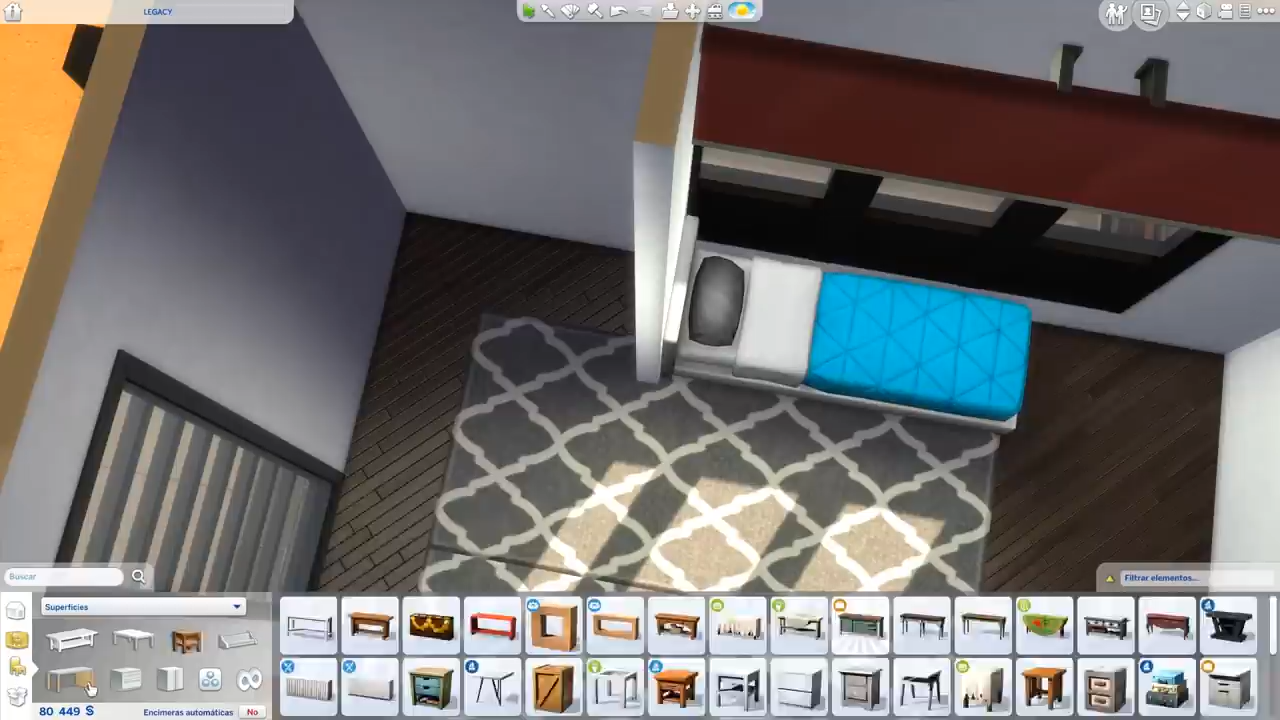 LEGACY
Buscar
Filtrar elementos...
Superficies
80 449 $
Encimeras automáticas
No